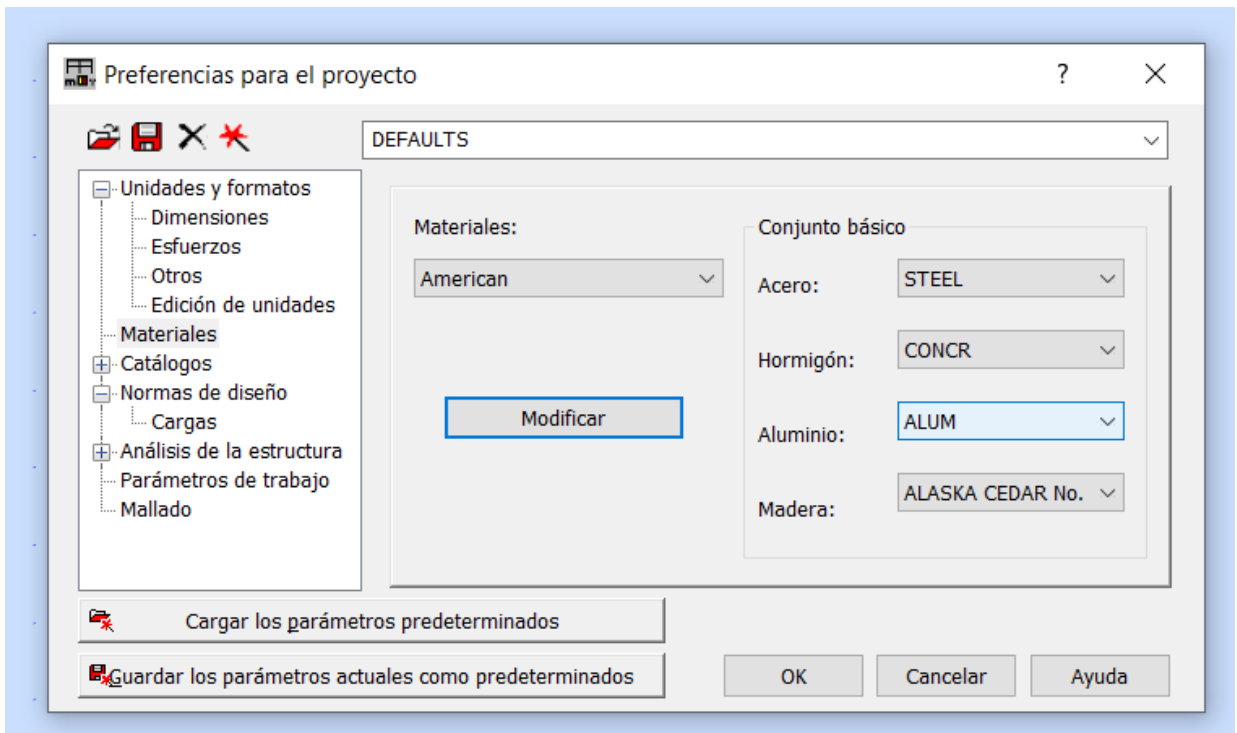 Preferencias para el proyecto
?
DEFAULTS
Unidades y formatos
Dimensiones
Esfuerzos
Otros
Edición de unidades
Materiales
Catálogos
Normas de diseño
Cargas
Análisis de la estructura
Parámetros de trabajo
Mallado
Materiales:
American
Modificar
Conjunto básico
Acero:
STEEL
Hormigón:
CONCR
Aluminio:
ALUM
Madera:
ALASKA CEDAR No.
Cargar los parámetros predeterminados
Guardar los parámetros actuales como predeterminados
OK
Cancelar
Ayuda